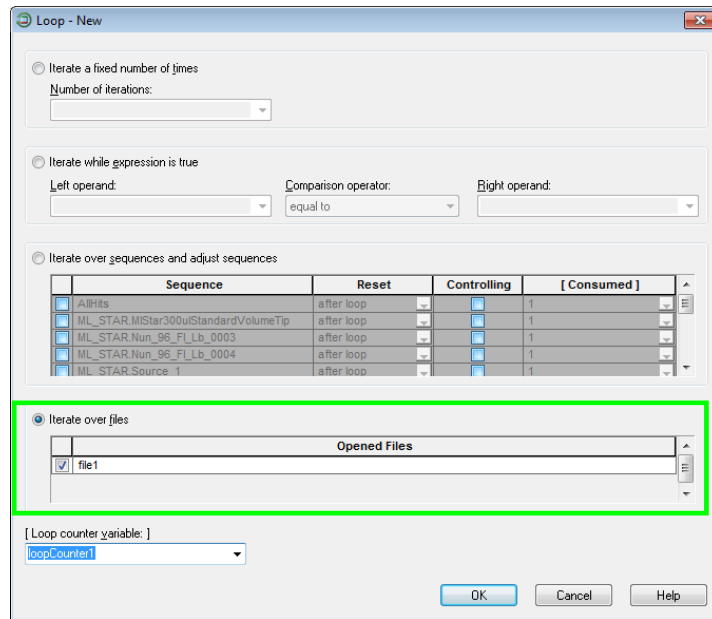 Loop - New
Iterate a fixed number of times
Number of iterations:
Iterate while expression is true
Left operand: Comparison operator: Right operand:
equal to
Iterate over sequences and adjust sequences
Sequence Reset Controlling [ Consumed ]
AllHits after loop 1
ML_STAR.MlStar300ulStandardVolumeTip after loop 1
ML_STAR.Nun_96_Fl_Lb_0003 after loop 1
ML_STAR.Nun_96_Fl_Lb_0004 after loop 1
ML_STAR.Source_1 after loop 1
Iterate over files
Opened Files
file1
[ Loop counter variable: ]
loopCounter1
OK Cancel Help